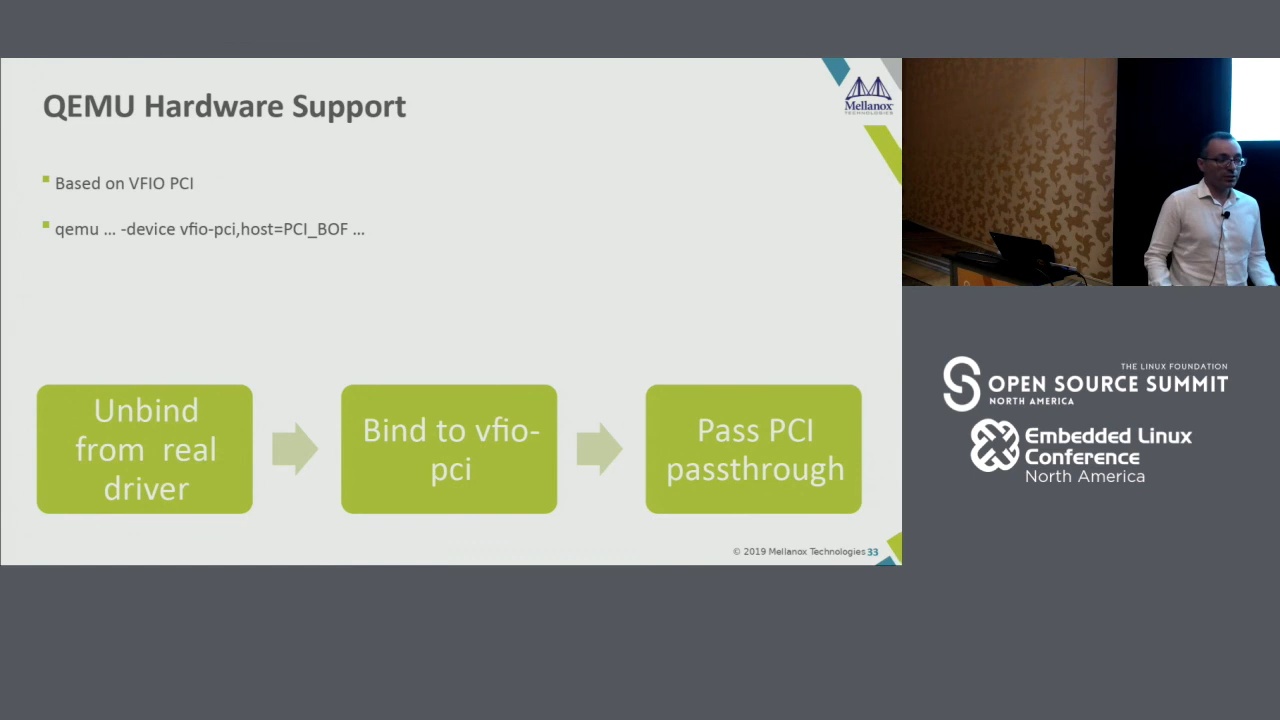 QEMU Hardware Support
Mellanox
TECHNOLOGIES
Based on VFIO PCI
qemu ... -device vfio-pci,host=PCI_BOF ...
Unbind
from real
driver
Bind to vfio-
pci
Pass PCI
passthrough
© 2019 Mellanox Technologies 33
THE LINUX FOUNDATION
OPEN SOURCE SUMMIT
NORTH AMERICA
Embedded Linux
Conference
North America